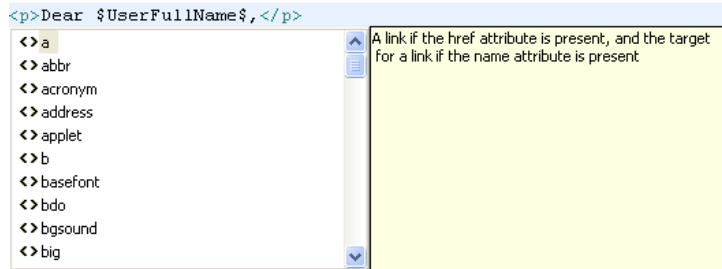 <p>Dear $UserFullName$,</p>
<> a
<> abbr
<> acronym
<> address
<> applet
<> b
<> basefont
<> bdo
<> bgsound
<> big
A link if the href attribute is present, and the target
for a link if the name attribute is present